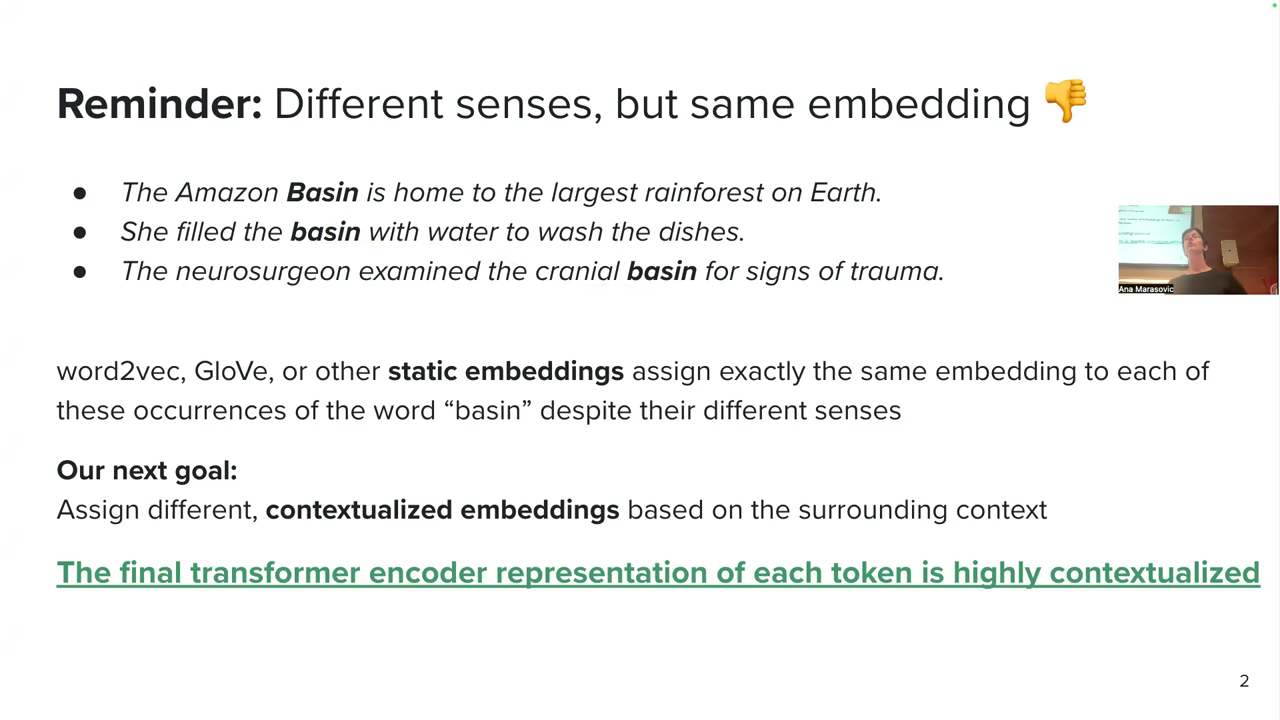 Reminder: Different senses, but same embedding 👎
● The Amazon Basin is home to the largest rainforest on Earth.
● She filled the basin with water to wash the dishes.
● The neurosurgeon examined the cranial basin for signs of trauma.
Ana Marasovic
word2vec, GloVe, or other static embeddings assign exactly the same embedding to each of
these occurrences of the word “basin” despite their different senses
Our next goal:
Assign different, contextualized embeddings based on the surrounding context
The final transformer encoder representation of each token is highly contextualized
2